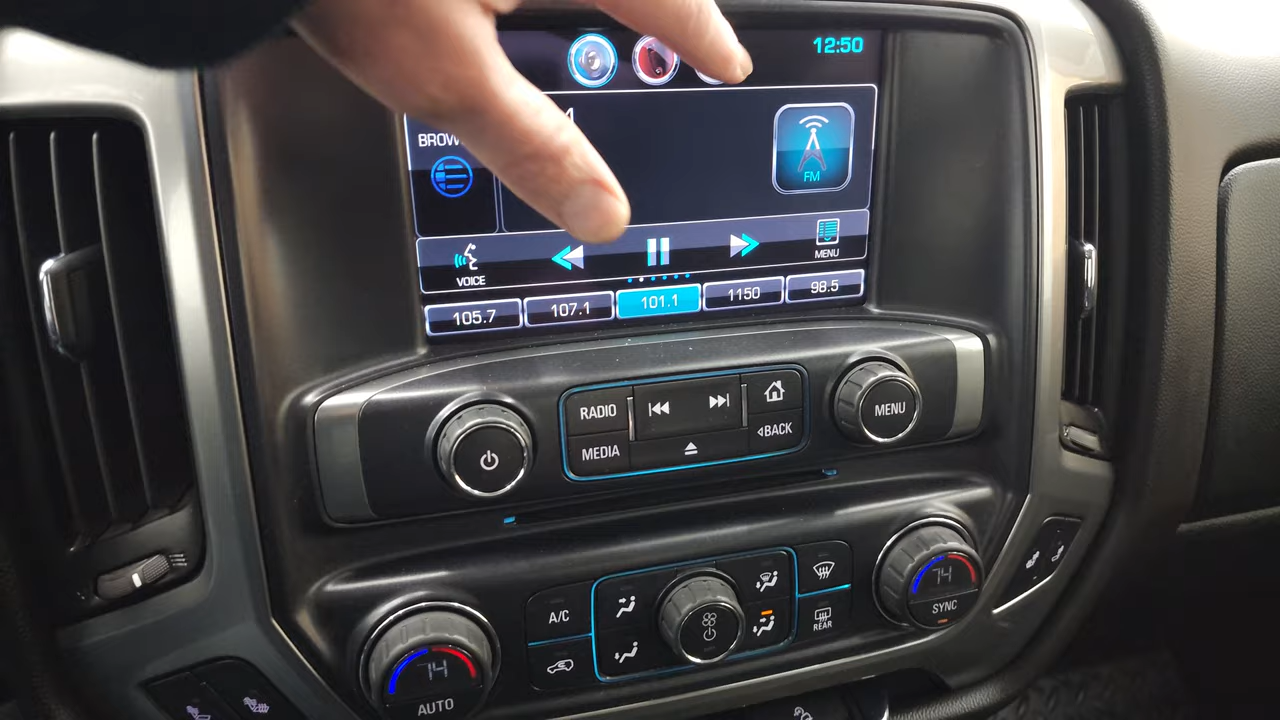 12:50
BROW
FM
VOICE
MENU
105.7 107.1 101.1 1150 98.5
RADIO
MEDIA
BACK
MENU
A/C
REAR
74
AUTO
74
SYNC